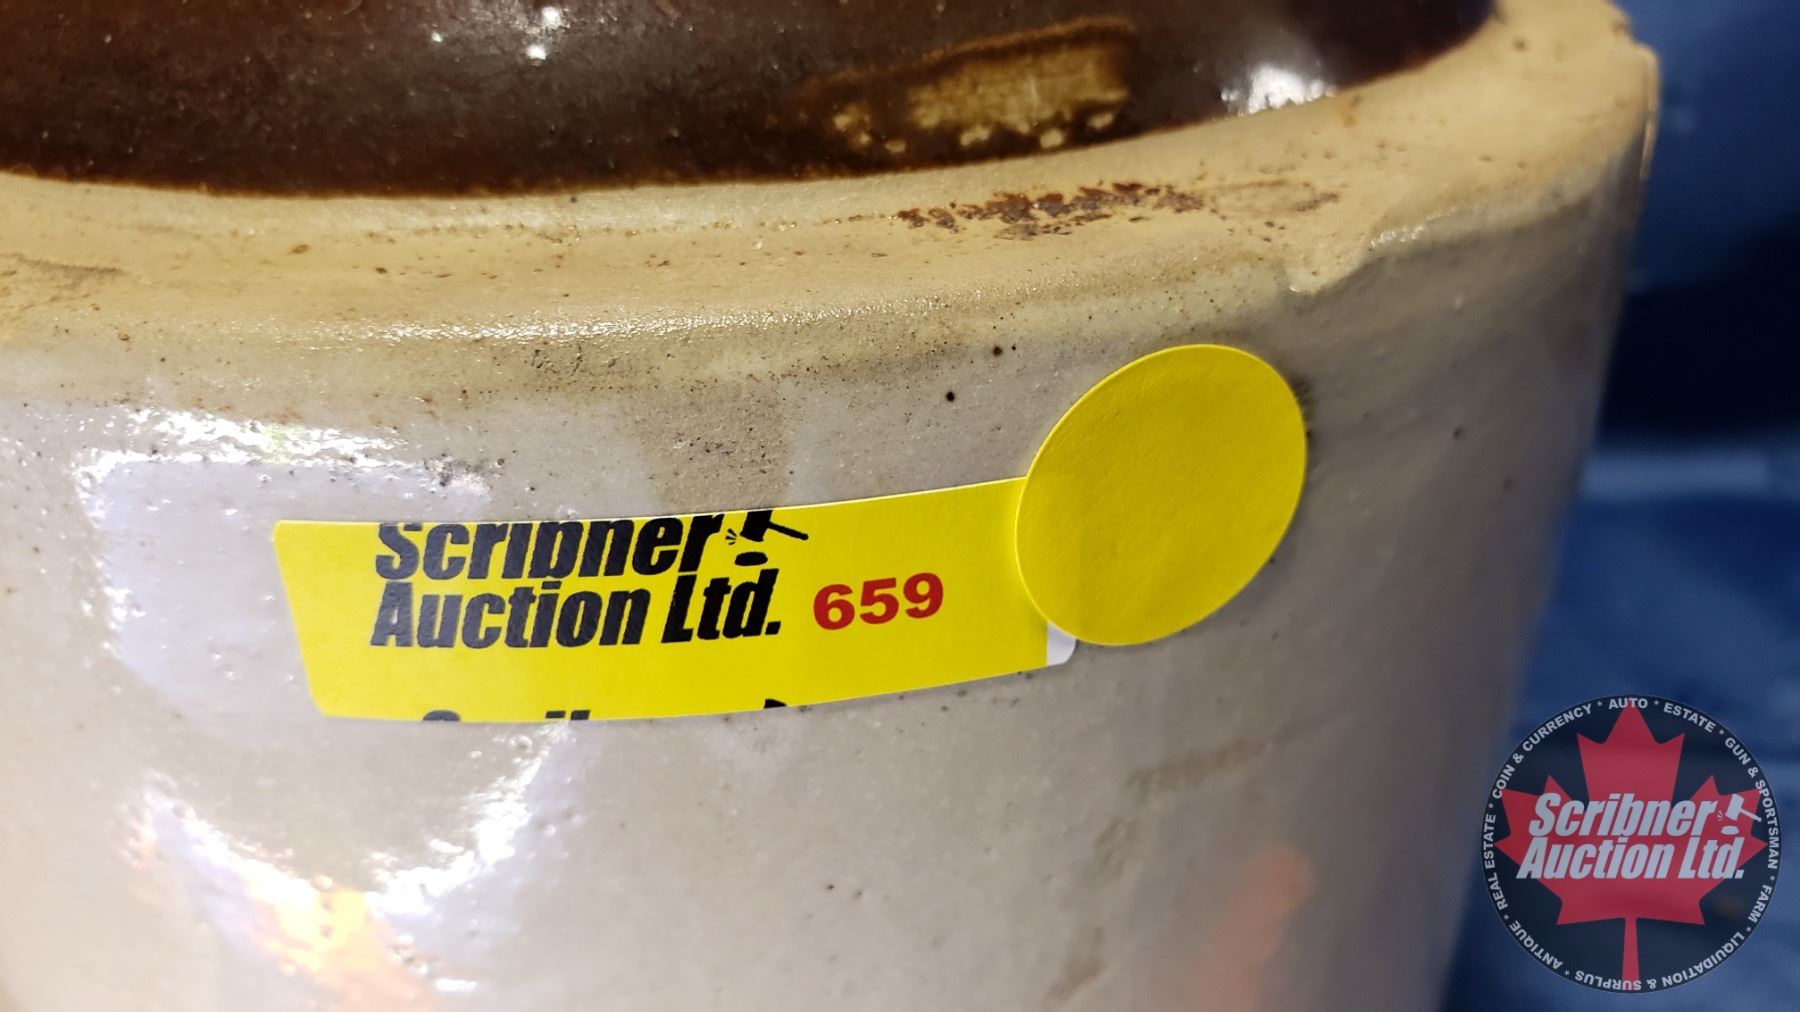 Scribner
Auction Ltd. 659
COIN & CURRENCY * AUTO * ESTATE * GUN & SPORTSMAN * FARM * LIQUIDATION & SURPLUS * ANTIQUE * REAL ESTATE *
Scribner
Auction Ltd.